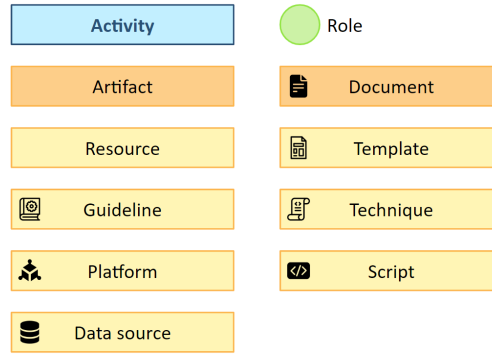 Activity
Role
Artifact
Document
Resource
Template
Guideline
Technique
Platform
Script
Data source